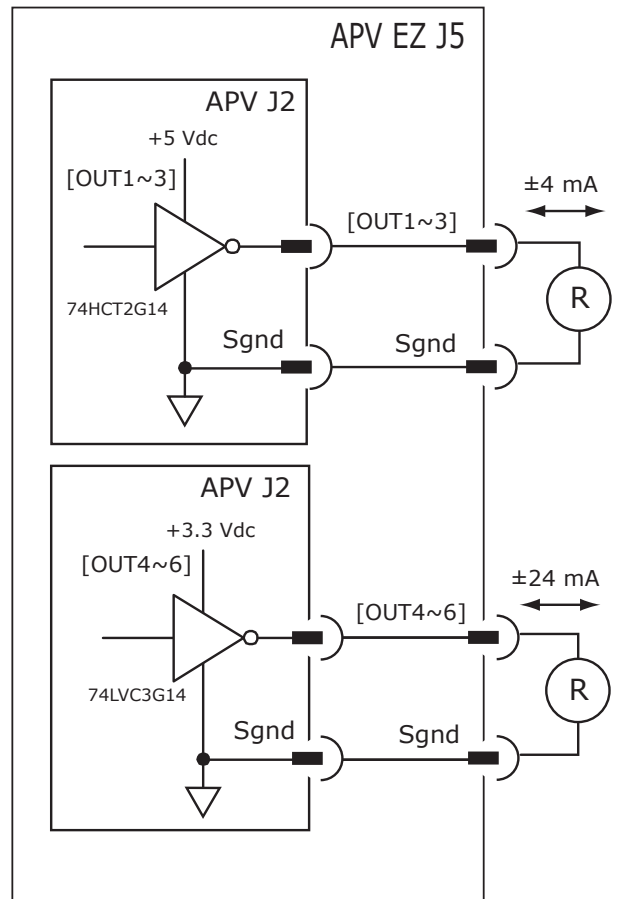 APV EZ J5
APV J2
+5 Vdc
[OUT1~3]
±4 mA
[OUT1~3]
74HCT2G14
R
Sgnd
Sgnd
APV J2
+3.3 Vdc
[OUT4~6]
±24 mA
[OUT4~6]
74LVC3G14
R
Sgnd
Sgnd